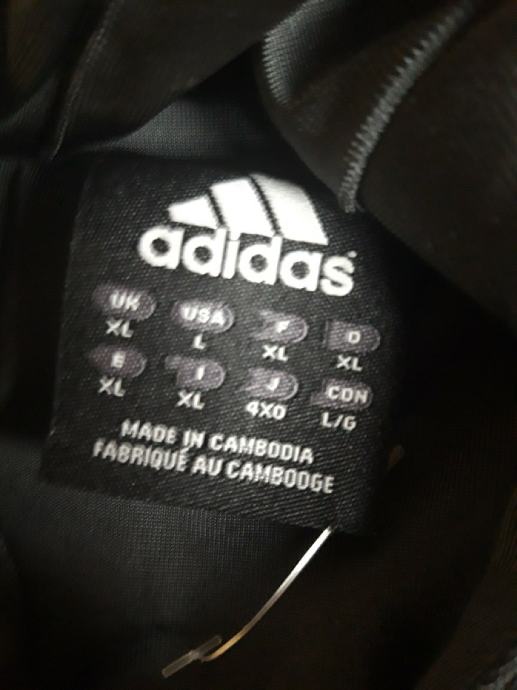 adidas
UK USA F D
XL L XL XL
E I J CDN
XL XL 4XO L/G
MADE IN CAMBODIA
FABRIQUÉ AU CAMBODGE